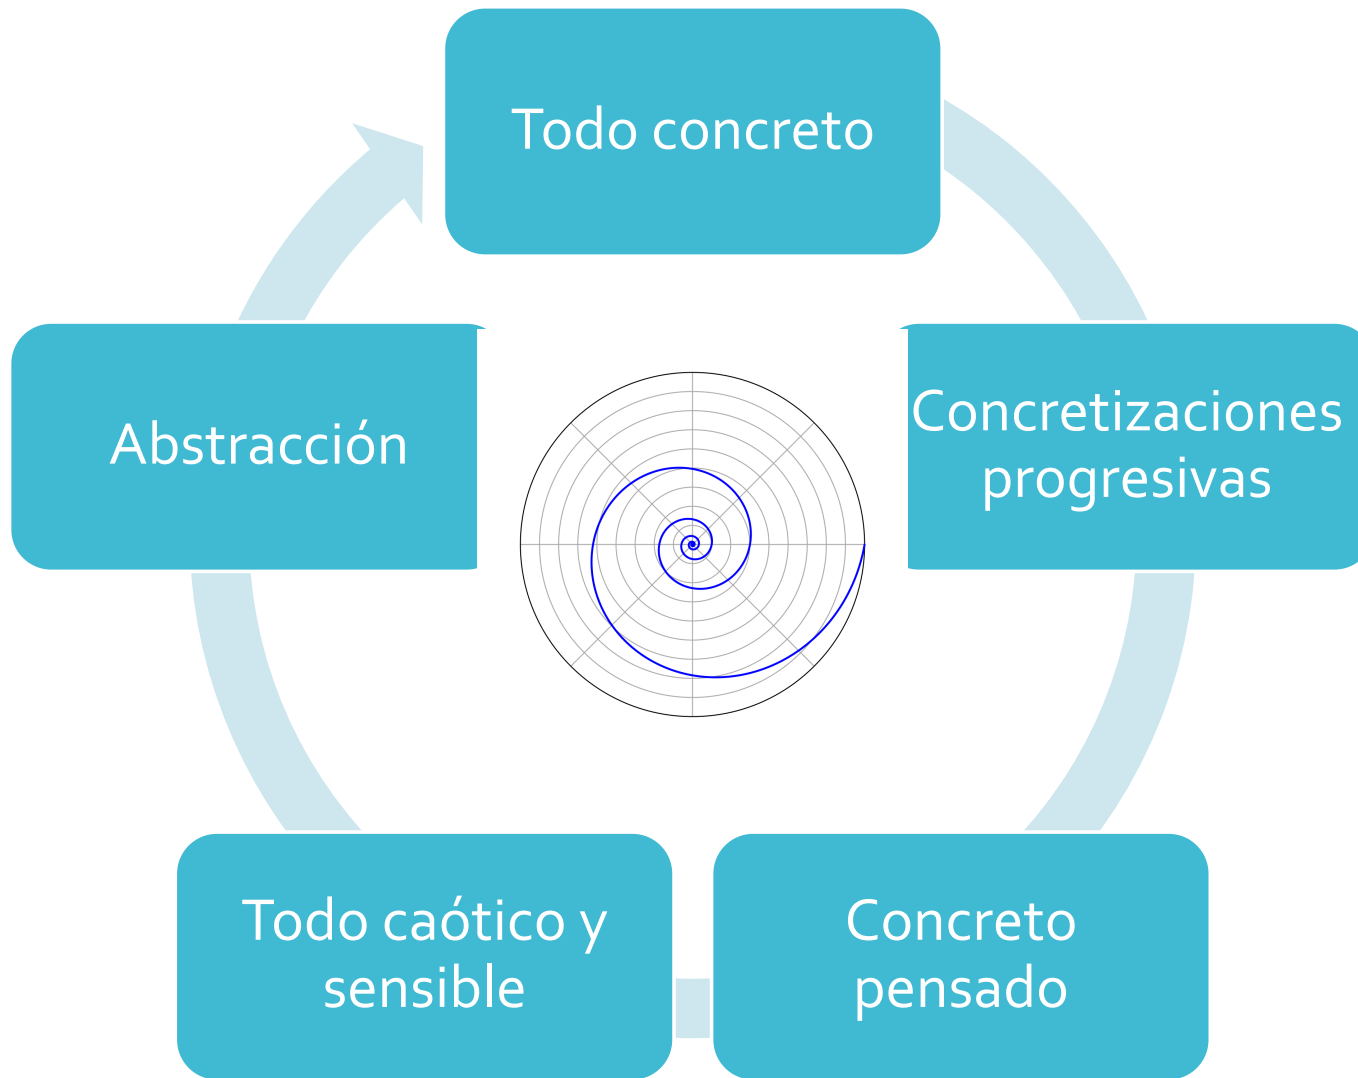 Todo concreto
Abstracción
Concretizaciones
progresivas
Todo caótico y
sensible
Concreto
pensado